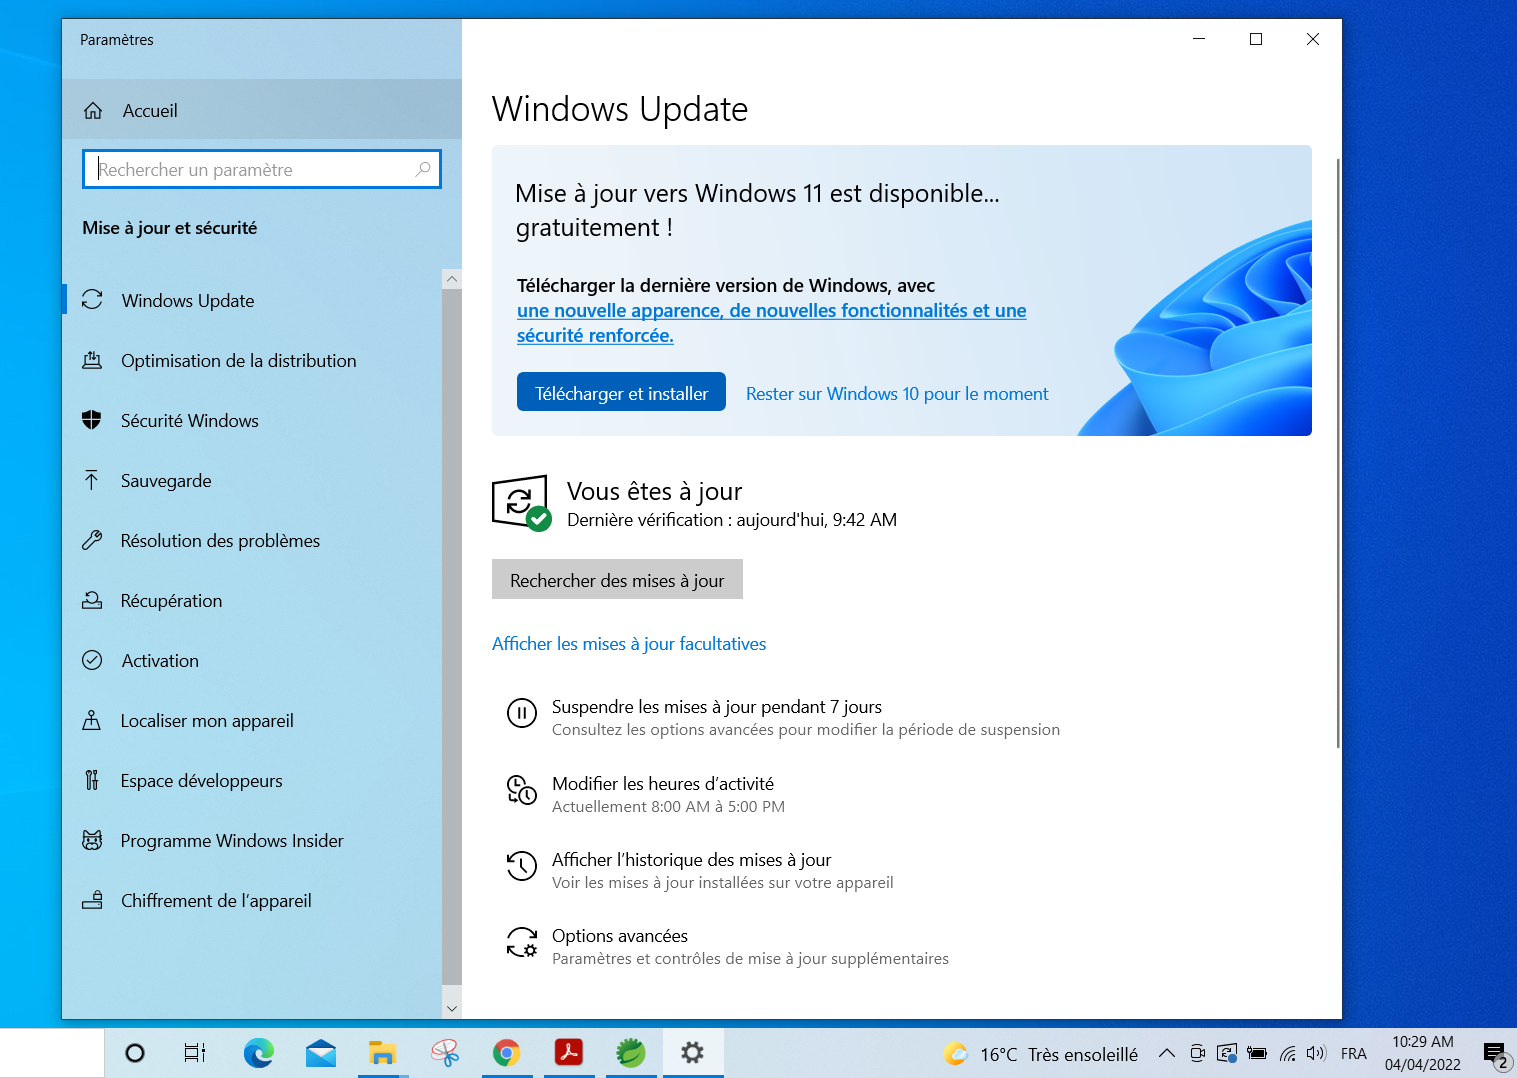 Paramètres
Accueil
Rechercher un paramètre
Mise à jour et sécurité
Windows Update
Optimisation de la distribution
Sécurité Windows
Sauvegarde
Résolution des problèmes
Récupération
Activation
Localiser mon appareil
Espace développeurs
Programme Windows Insider
Chiffrement de l'appareil
Windows Update
Mise à jour vers Windows 11 est disponible...
gratuitement !
Télécharger la dernière version de Windows, avec
une nouvelle apparence, de nouvelles fonctionnalités et une
sécurité renforcée.
Télécharger et installer
Rester sur Windows 10 pour le moment
Vous êtes à jour
Dernière vérification : aujourd'hui, 9:42 AM
Rechercher des mises à jour
Afficher les mises à jour facultatives
Suspendre les mises à jour pendant 7 jours
Consultez les options avancées pour modifier la période de suspension
Modifier les heures d'activité
Actuellement 8:00 AM à 5:00 PM
Afficher l'historique des mises à jour
Voir les mises à jour installées sur votre appareil
Options avancées
Paramètres et contrôles de mise à jour supplémentaires
16°C Très ensoleillé
FRA
10:29 AM
04/04/2022
2